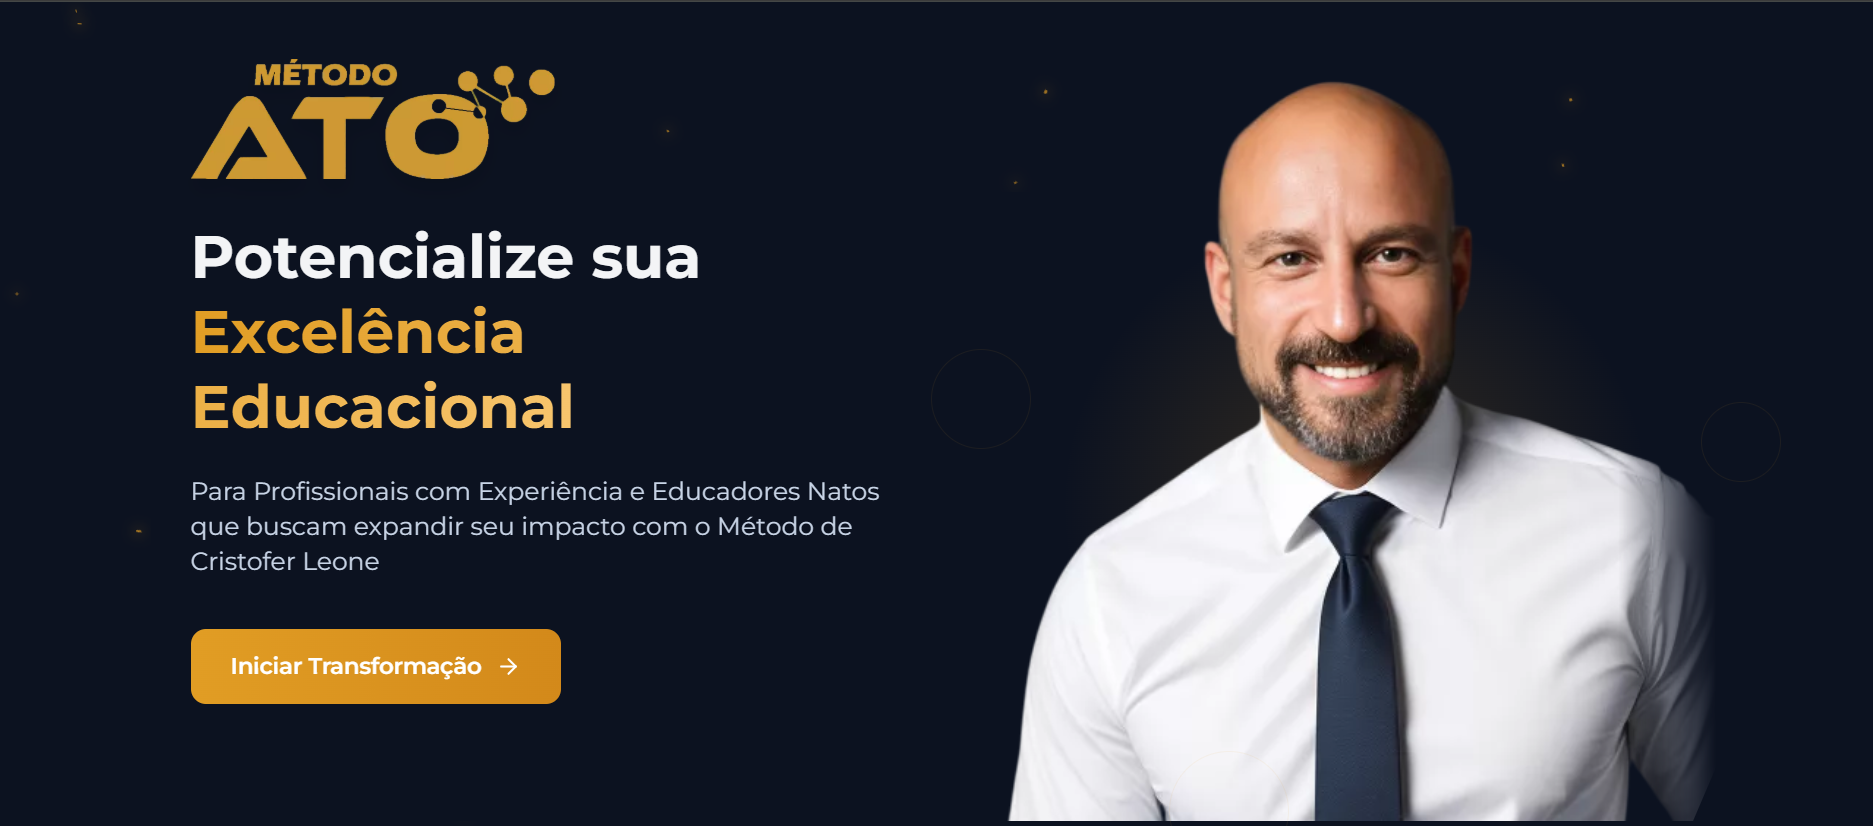 MÉTODO
ATO
Potencialize sua
Excelência
Educacional
Para Profissionais com Experiência e Educadores Natos
que buscam expandir seu impacto com o Método de
Cristofer Leone
Iniciar Transformação →